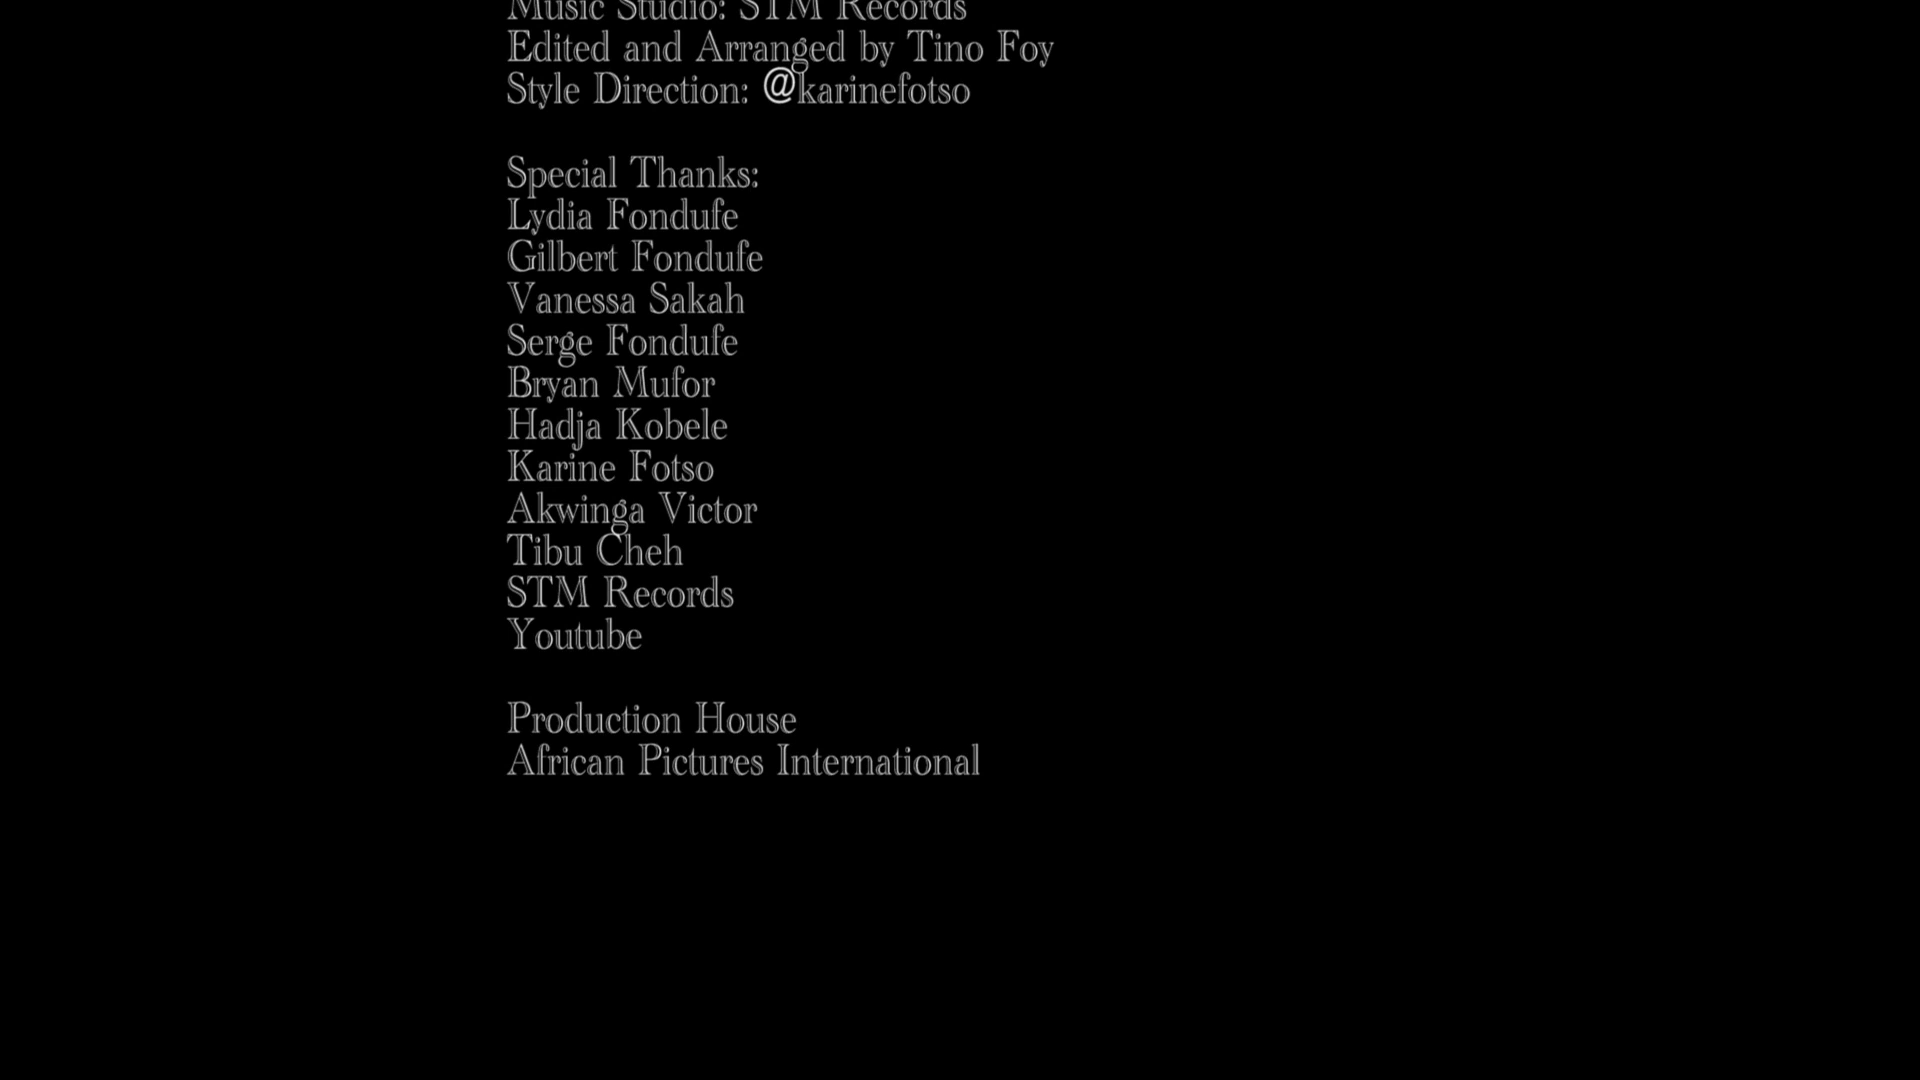 Music Studio: STM Records
Edited and Arranged by Tino Foy
Style Direction: @karinefotso
Special Thanks:
Lydia Fondufe
Gilbert Fondufe
Vanessa Sakah
Serge Fondufe
Bryan Mufor
Hadja Kobele
Karine Fotso
Akwinga Victor
Tibu Cheh
STM Records
Youtube
Production House
African Pictures International